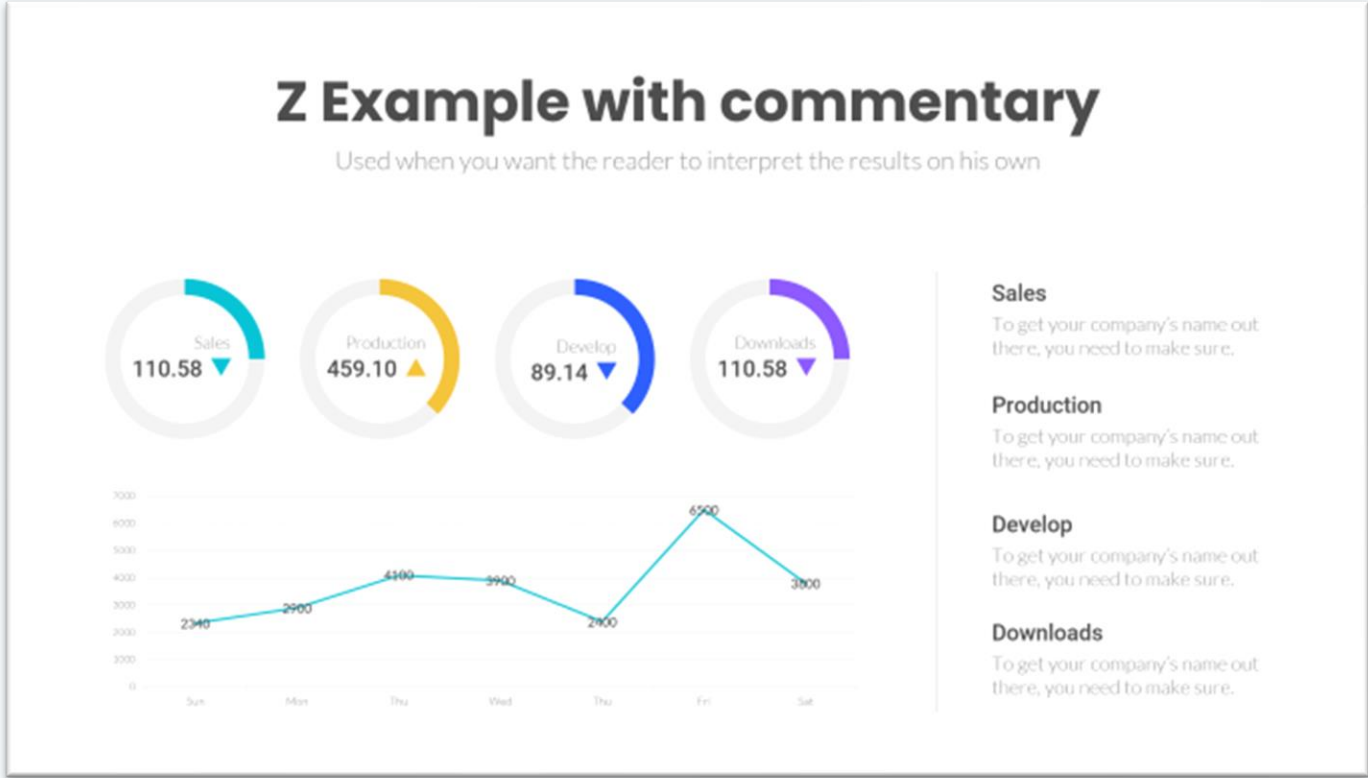 Z Example with commentary
Used when you want the reader to interpret the results on his own
Sales
110.58
Production
459.10
Develop
89.14
Downloads
110.58
7000
6000
5000
4000
3000
2000
1000
0
2340
2900
4100
3900
2400
6500
3800
Sun
Mon
Thu
Wed
Thu
Fri
Sat
Sales
To get your company's name out
there, you need to make sure.
Production
To get your company's name out
there, you need to make sure.
Develop
To get your company's name out
there, you need to make sure.
Downloads
To get your company's name out
there, you need to make sure.